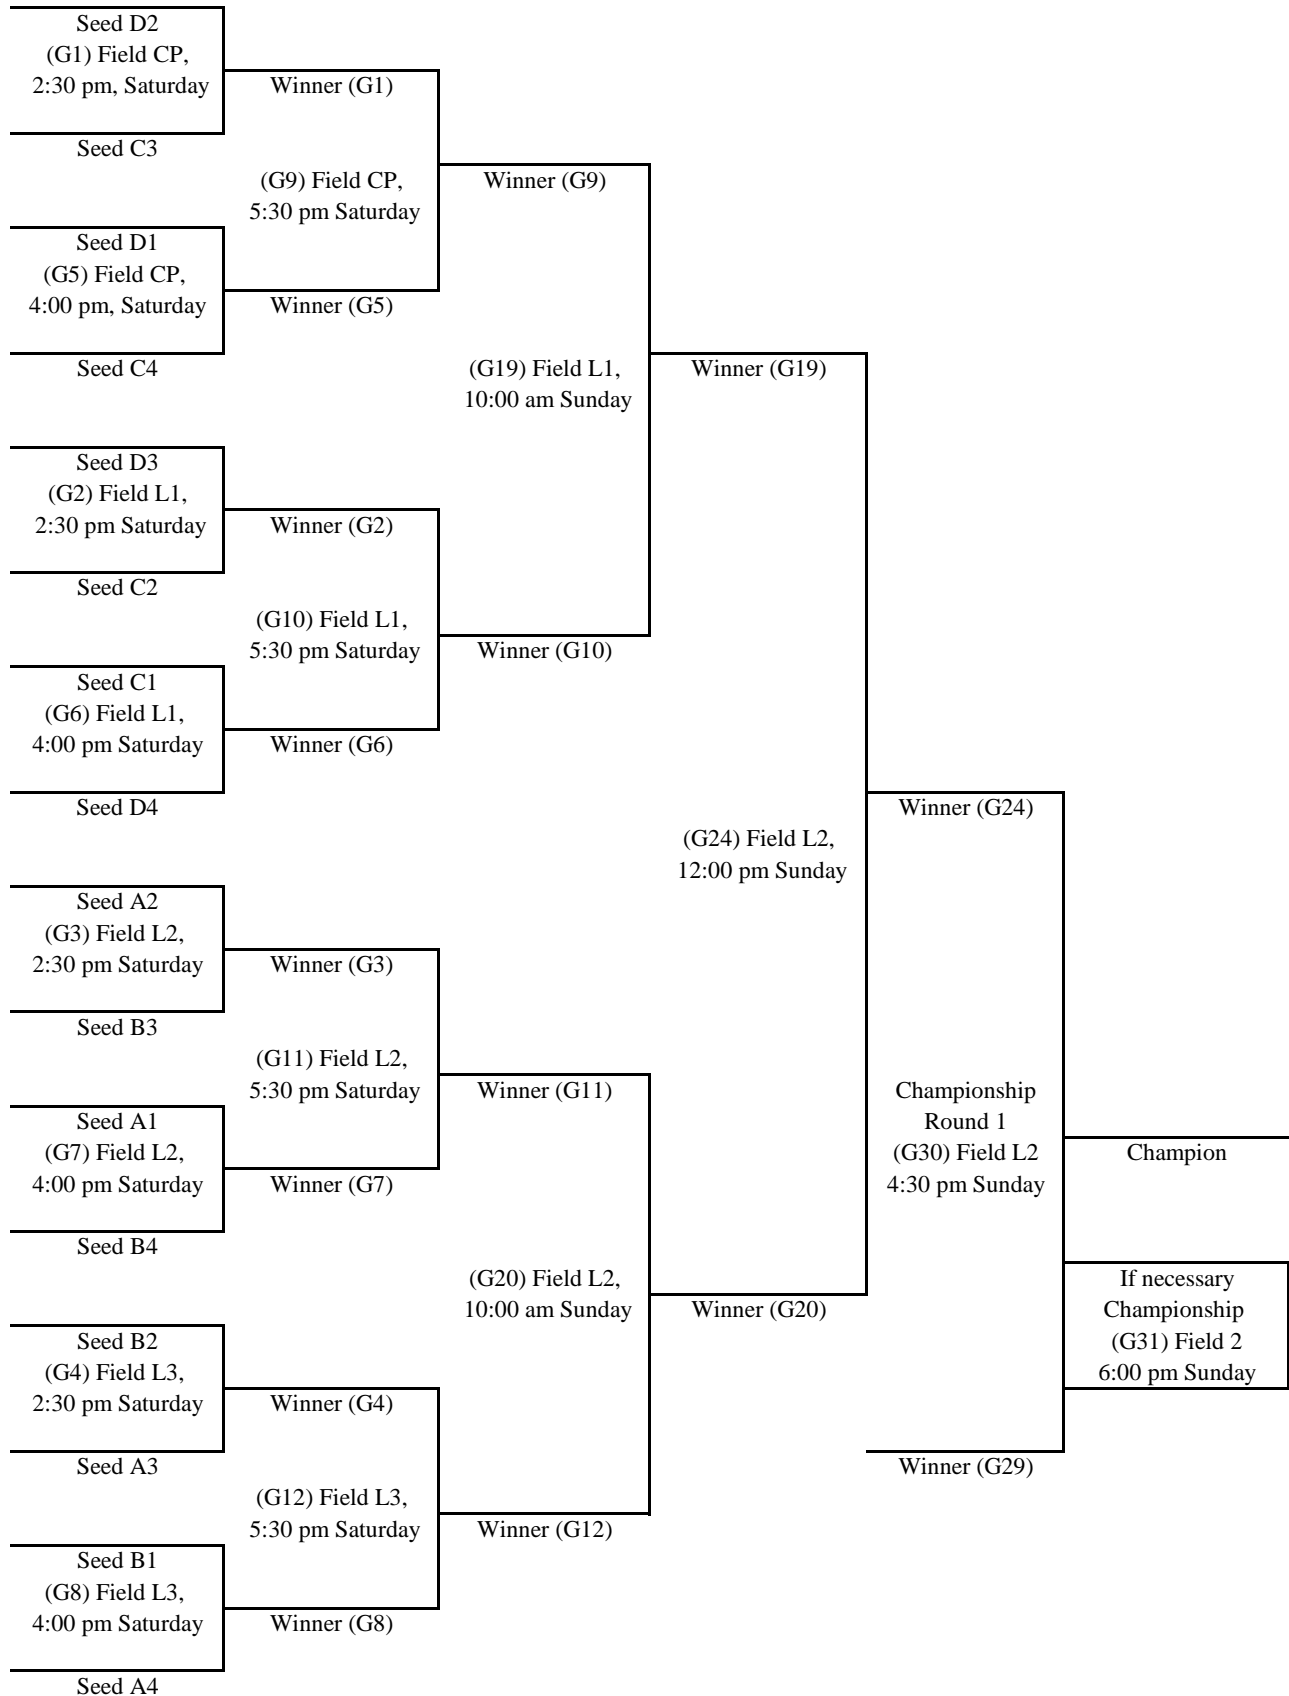 Seed D2
(G1) Field CP,
2:30 pm, Saturday
Seed C3
Winner (G1)
(G9) Field CP,
5:30 pm Saturday
Winner (G9)
Seed D1
(G5) Field CP,
4:00 pm, Saturday
Seed C4
Winner (G5)
(G19) Field L1,
10:00 am Sunday
Winner (G19)
Seed D3
(G2) Field L1,
2:30 pm Saturday
Seed C2
Winner (G2)
(G10) Field L1,
5:30 pm Saturday
Winner (G10)
Seed C1
(G6) Field L1,
4:00 pm Saturday
Seed D4
Winner (G6)
(G24) Field L2,
12:00 pm Sunday
Winner (G24)
Seed A2
(G3) Field L2,
2:30 pm Saturday
Seed B3
Winner (G3)
(G11) Field L2,
5:30 pm Saturday
Winner (G11)
Seed A1
(G7) Field L2,
4:00 pm Saturday
Seed B4
Winner (G7)
Championship
Round 1
(G30) Field L2
4:30 pm Sunday
Champion
(G20) Field L2,
10:00 am Sunday
Winner (G20)
If necessary
Championship
(G31) Field 2
6:00 pm Sunday
Seed B2
(G4) Field L3,
2:30 pm Saturday
Seed A3
Winner (G4)
Winner (G29)
(G12) Field L3,
5:30 pm Saturday
Winner (G12)
Seed B1
(G8) Field L3,
4:00 pm Saturday
Seed A4
Winner (G8)